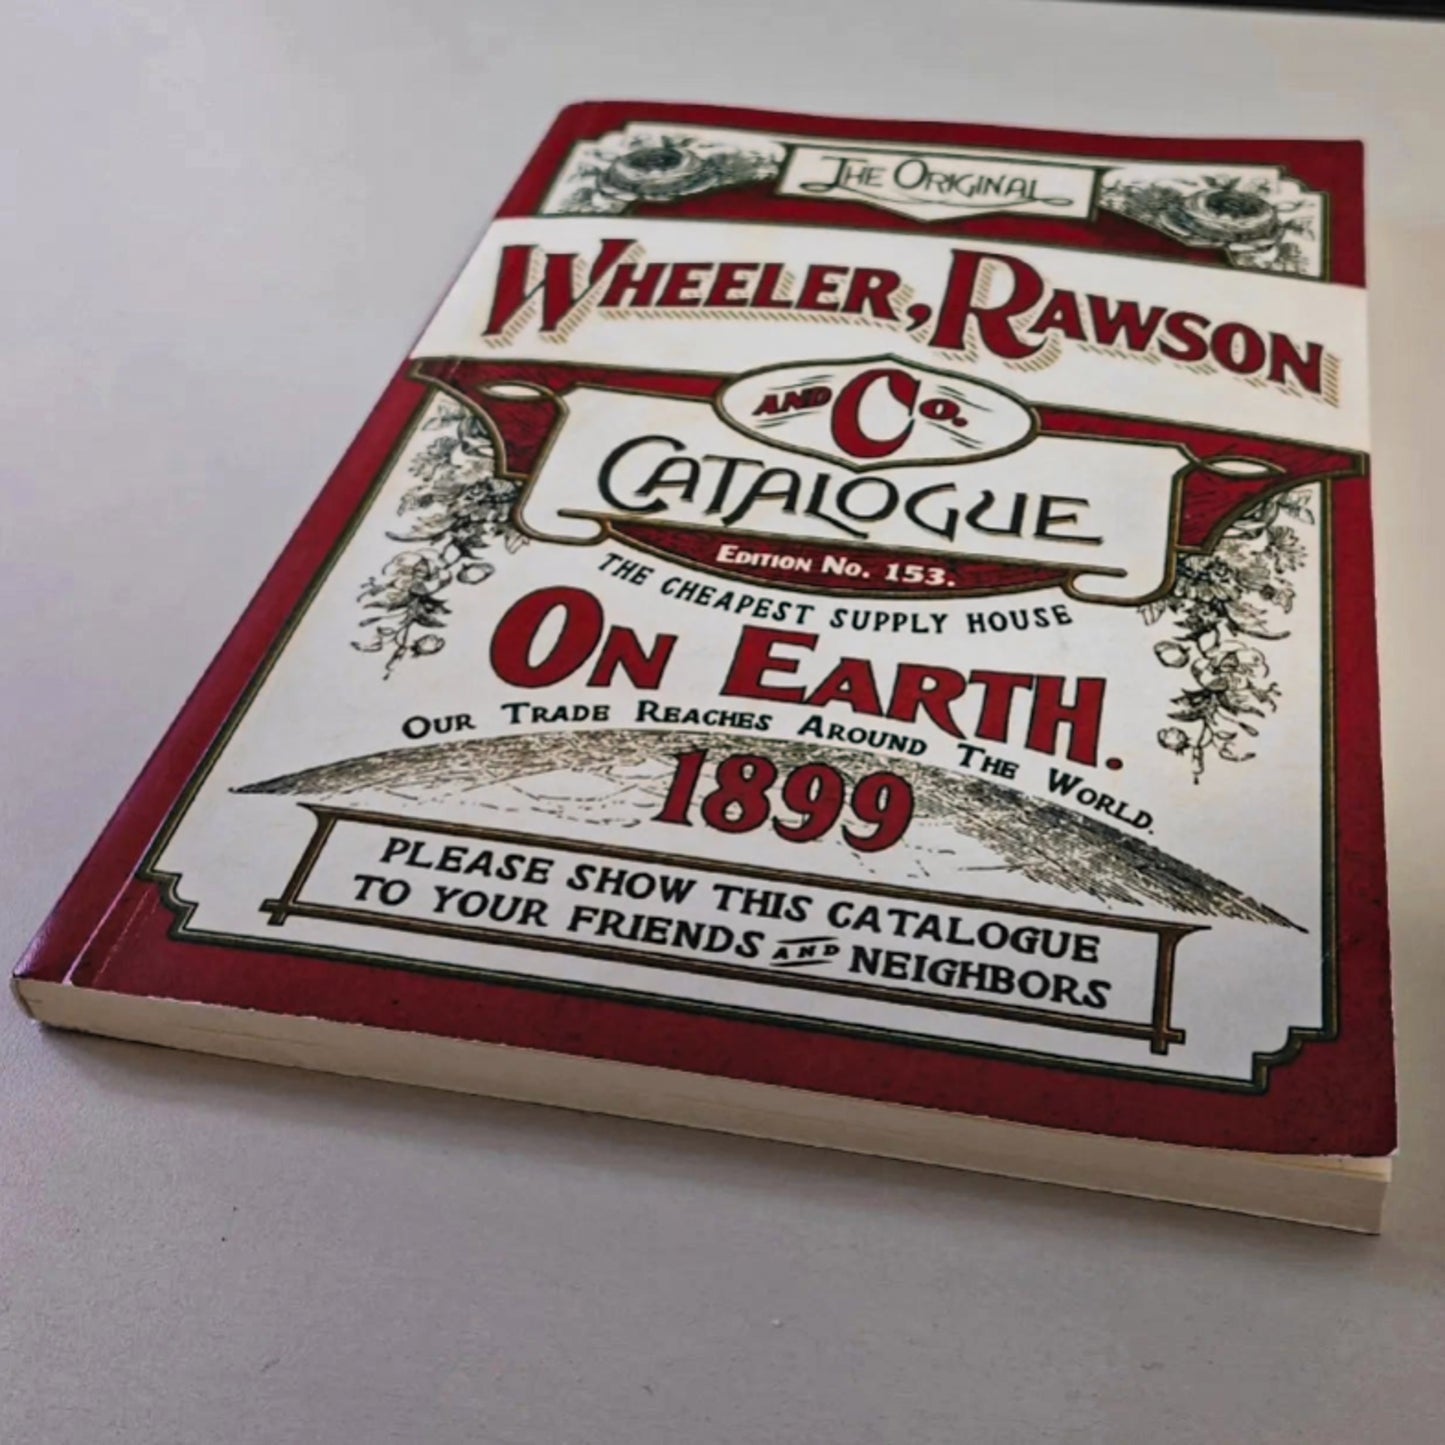 The Original
Wheeler, Rawson
and Co.
Catalogue
Edition No. 153.
The Cheapest Supply House
On Earth.
Our Trade Reaches Around The World.
1899
Please Show This Catalogue
To Your Friends and Neighbors